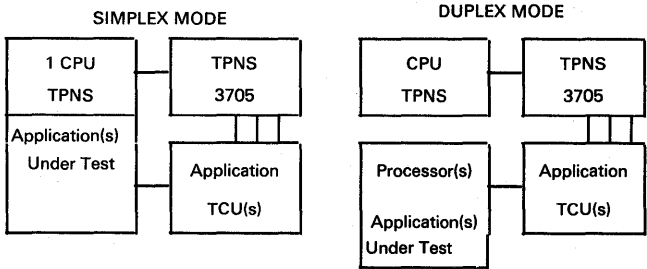 SIMPLEX MODE
1 CPU
TPNS
TPNS
3705
Application(s)
Under Test
Application
TCU(s)
DUPLEX MODE
CPU
TPNS
TPNS
3705
Processor(s)
Application(s)
Under Test
Application
TCU(s)